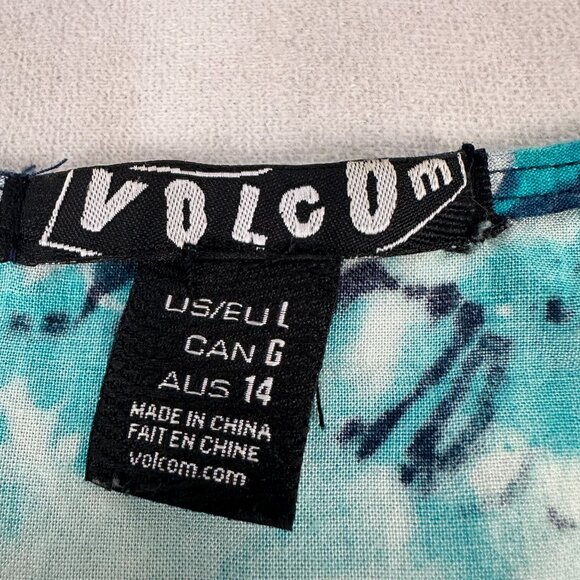 VOLCOM
US/EU L
CAN G
AUS 14
MADE IN CHINA
FAIT EN CHINE
volcom.com